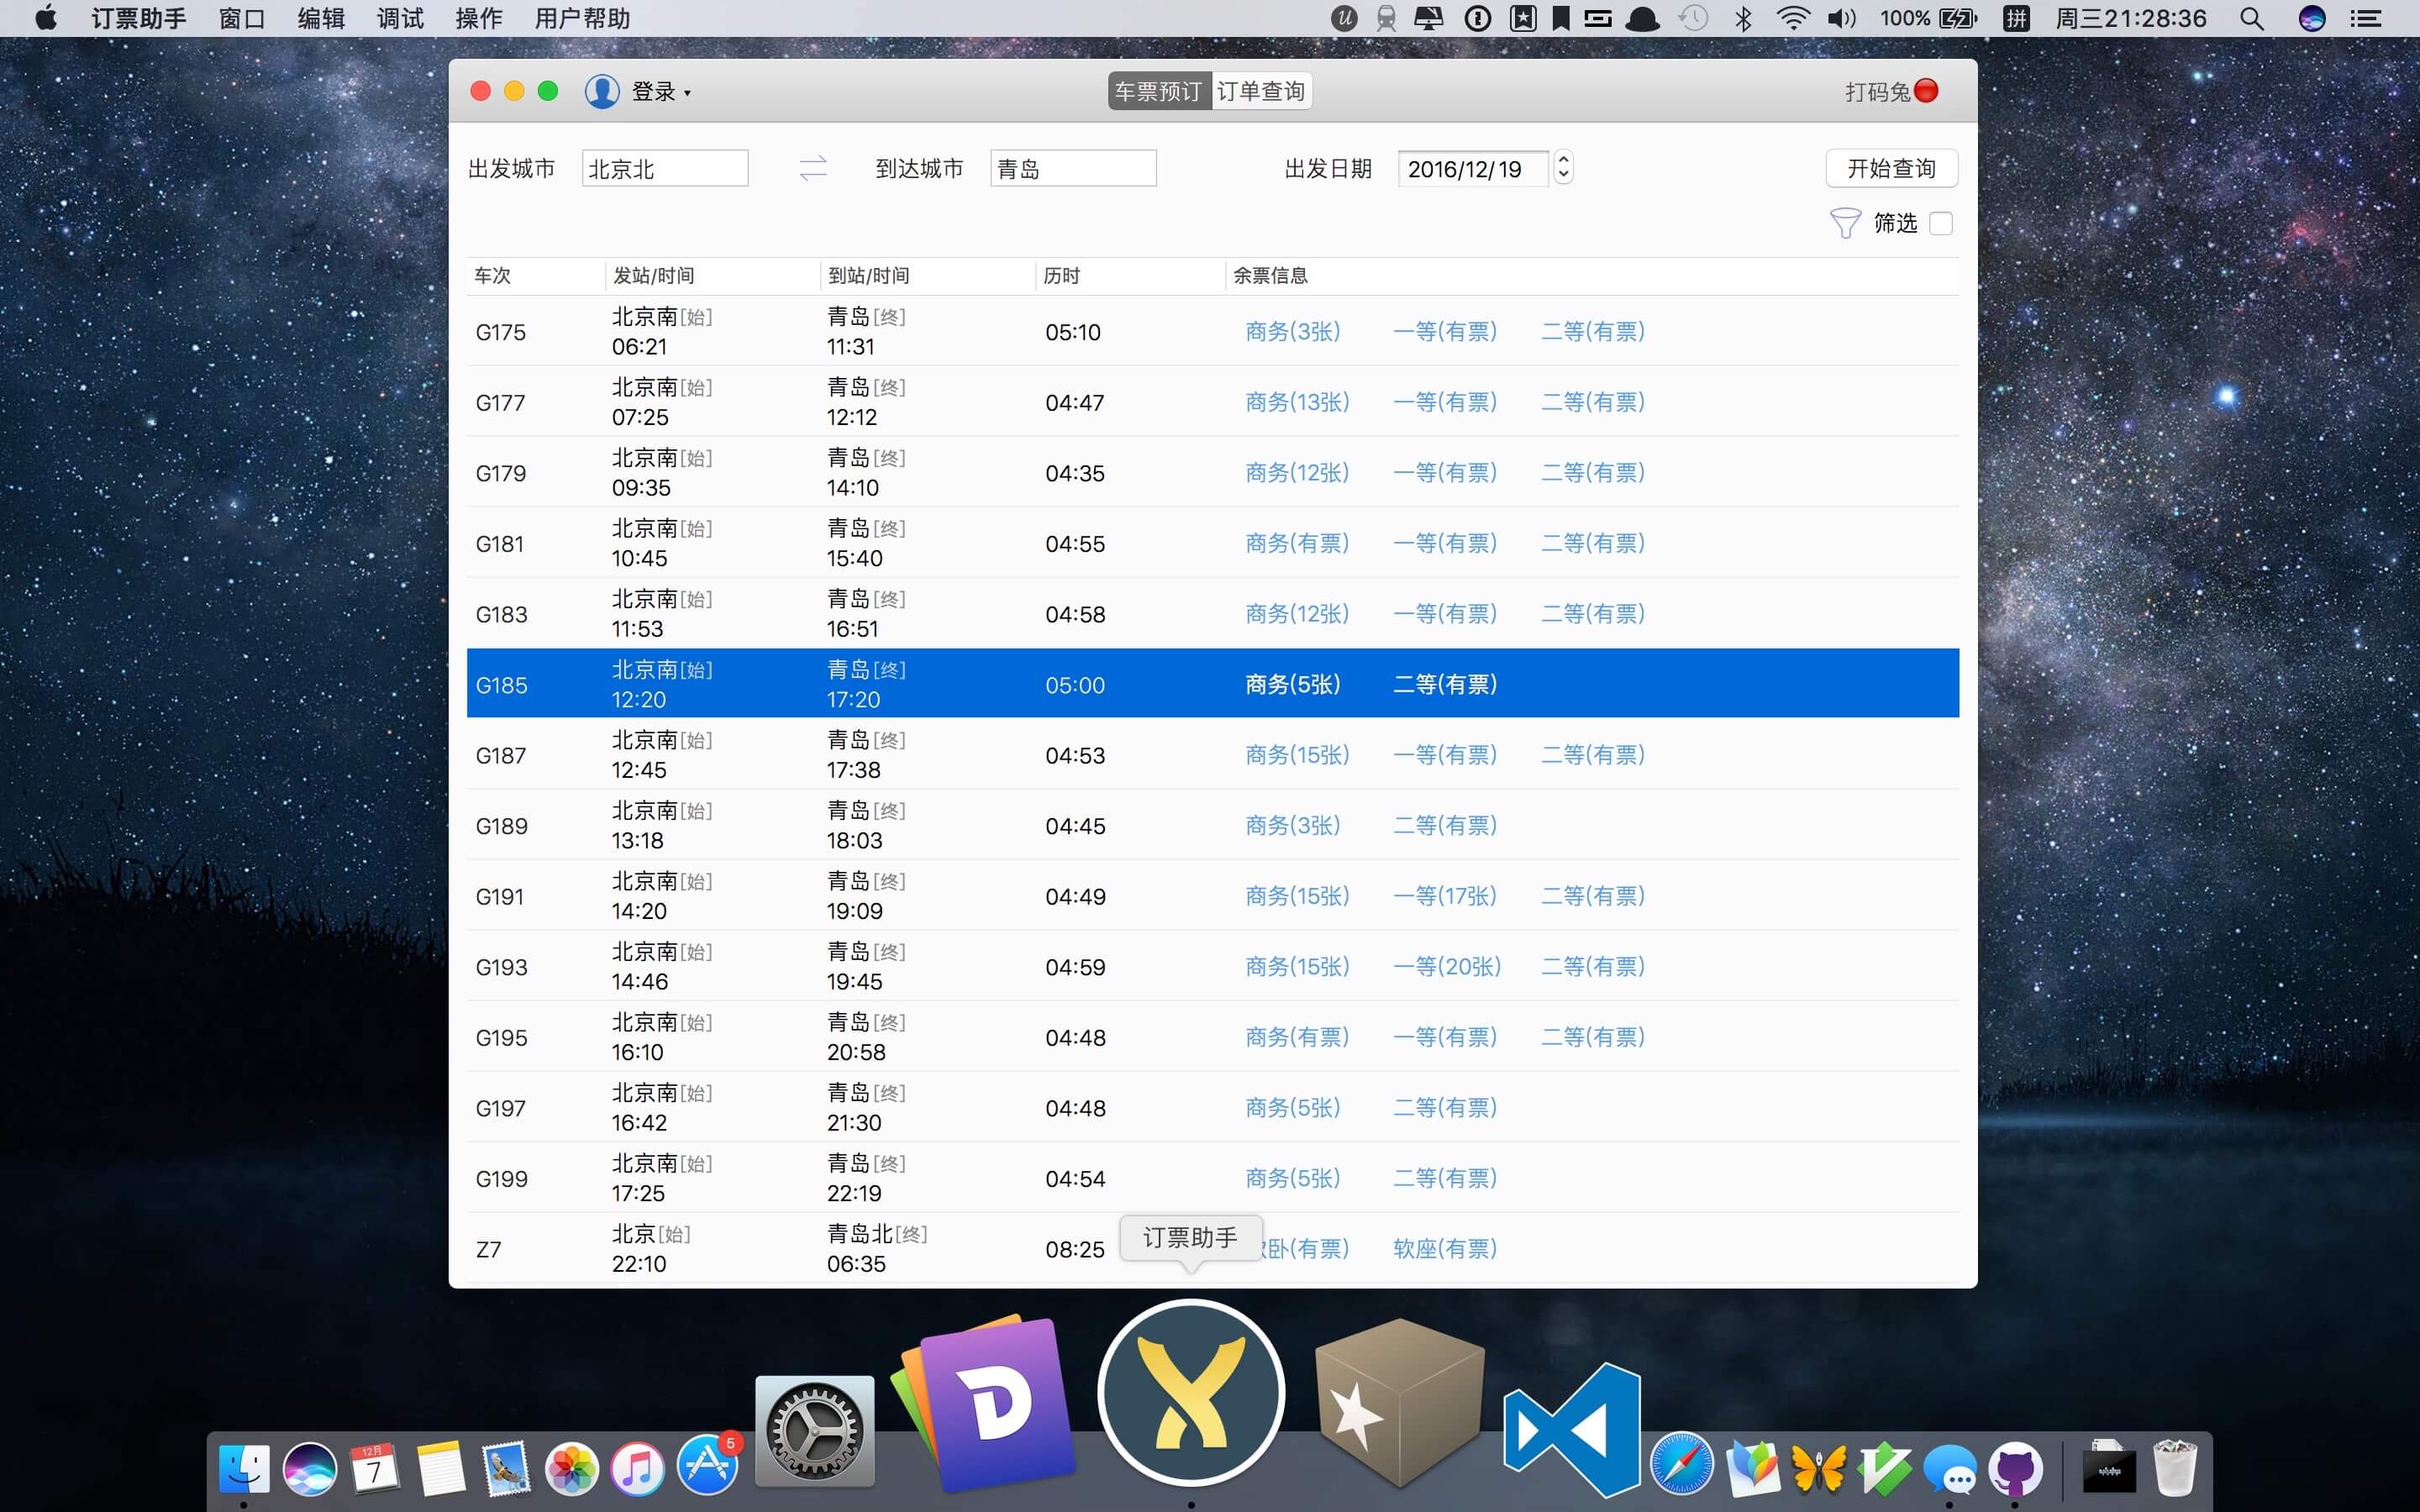 订票助手 窗口 编辑 调试 操作 用户帮助 100% 拼 周三21:28:36
登录 车票预订 订单查询 打码兔
出发城市 北京北 到达城市 青岛 出发日期 2016/12/19 开始查询
筛选
车次 发站/时间 到站/时间 历时 余票信息
北京南[始] 青岛[终]
G175 05:10 商务(3张) 一等(有票) 二等(有票)
06:21 11:31
北京南[始] 青岛[终]
G177 04:47 商务(13张) 一等(有票) 二等(有票)
07:25 12:12
北京南[始] 青岛[终]
G179 04:35 商务(12张) 一等(有票) 二等(有票)
09:35 14:10
北京南[始] 青岛[终]
G181 04:55 商务(有票) 一等(有票) 二等(有票)
10:45 15:40
北京南[始] 青岛[终]
G183 04:58 商务(12张) 一等(有票) 二等(有票)
11:53 16:51
北京南[始] 青岛[终]
G185 05:00 商务(5张) 二等(有票)
12:20 17:20
北京南[始] 青岛[终]
G187 04:53 商务(15张) 一等(有票) 二等(有票)
12:45 17:38
北京南[始] 青岛[终]
G189 04:45 商务(3张) 二等(有票)
13:18 18:03
北京南[始] 青岛[终]
G191 04:49 商务(15张) 一等(17张) 二等(有票)
14:20 19:09
北京南[始] 青岛[终]
G193 04:59 商务(15张) 一等(20张) 二等(有票)
14:46 19:45
北京南[始] 青岛[终]
G195 04:48 商务(有票) 一等(有票) 二等(有票)
16:10 20:58
北京南[始] 青岛[终]
G197 04:48 商务(5张) 二等(有票)
16:42 21:30
北京南[始] 青岛[终]
G199 04:54 商务(5张) 二等(有票)
17:25 22:19
北京[始] 青岛北[终]
Z7 08:25 卧(有票) 软座(有票)
22:10 06:35
订票助手
12月
7
5